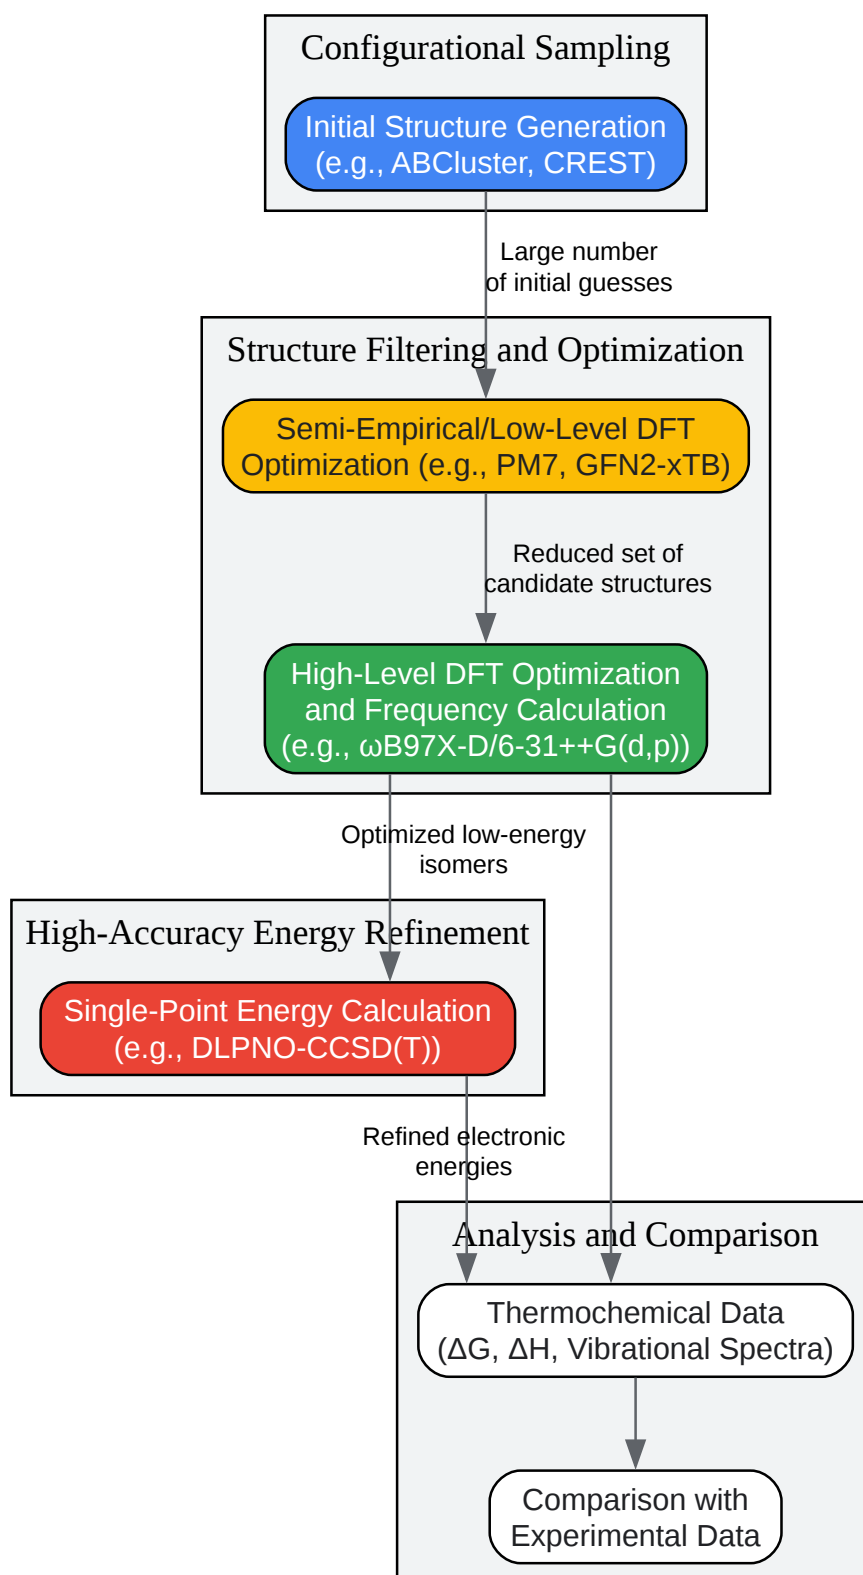 Configurational Sampling
Initial Structure Generation
(e.g., ABCluster, CREST)
Large number
of initial guesses
Structure Filtering and Optimization
Semi-Empirical/Low-Level DFT
Optimization (e.g., PM7, GFN2-xTB)
Reduced set of
candidate structures
High-Level DFT Optimization
and Frequency Calculation
(e.g., ωB97X-D/6-31++G(d,p))
Optimized low-energy
isomers
High-Accuracy Energy Refinement
Single-Point Energy Calculation
(e.g., DLPNO-CCSD(T))
Refined electronic
energies
Analysis and Comparison
Thermochemical Data
(ΔG, ΔH, Vibrational Spectra)
Comparison with
Experimental Data